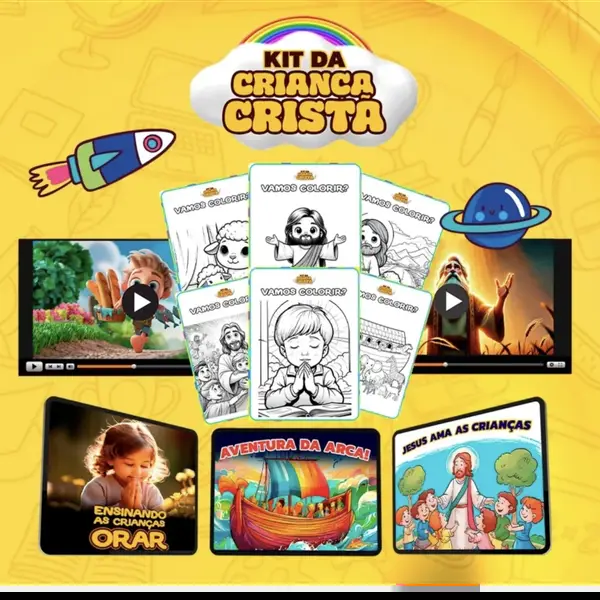 KIT DA
CRIANÇA
CRISTÃ
VAMOS COLORIR?
VAMOS COLORIR?
VAMOS COLORIR?
VAMOS COLOR
VAMOS COLORIR?
VAMOS COLORIR?
ENSINANDO
AS CRIANÇAS
ORAR
AVENTURA DA ARCA!
JESUS AMA AS CRIANÇAS